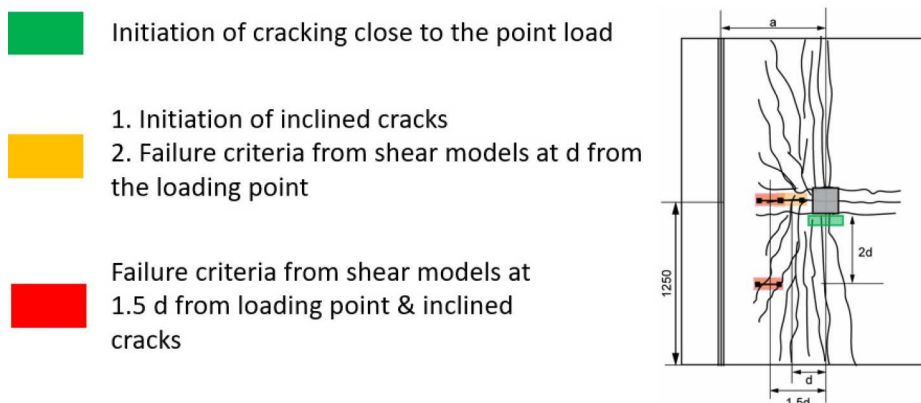 Initiation of cracking close to the point load
1. Initiation of inclined cracks
2. Failure criteria from shear models at d from
the loading point
Failure criteria from shear models at
1.5 d from loading point & inclined
cracks
a
2d
1250
d
1.5d